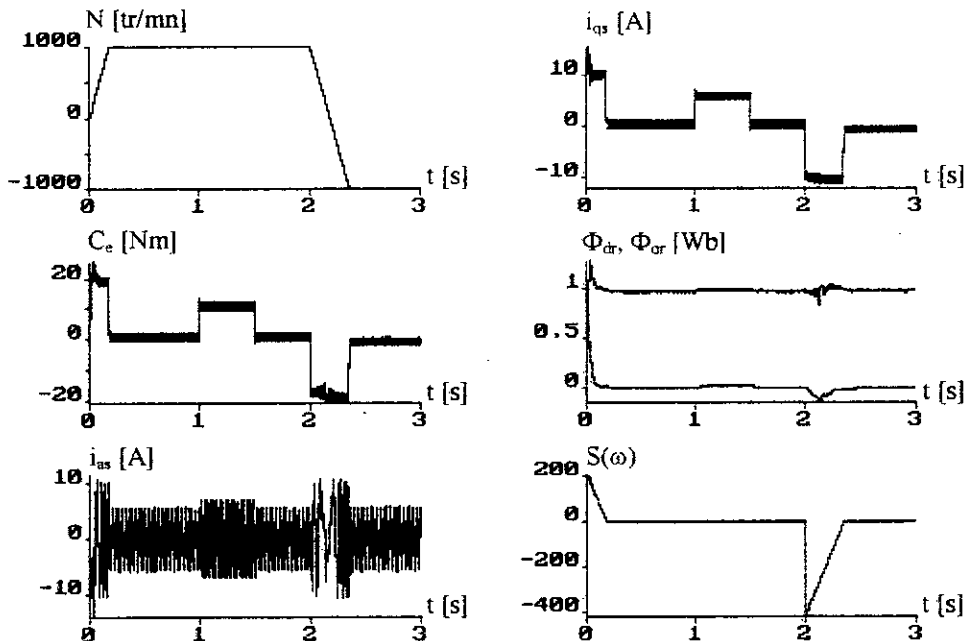 N [tr/mn]
1000
0
-1000
0 1 2 3
t [s]
i_qs [A]
10
0
-10
0 1 2 3
t [s]
C_e [Nm]
20
0
-20
0 1 2 3
t [s]
Φ_dr, Φ_qr [Wb]
1
0.5
0
0 1 2 3
t [s]
i_as [A]
10
0
-10
0 1 2 3
t [s]
S(ω)
200
0
-200
-400
0 1 2 3
t [s]